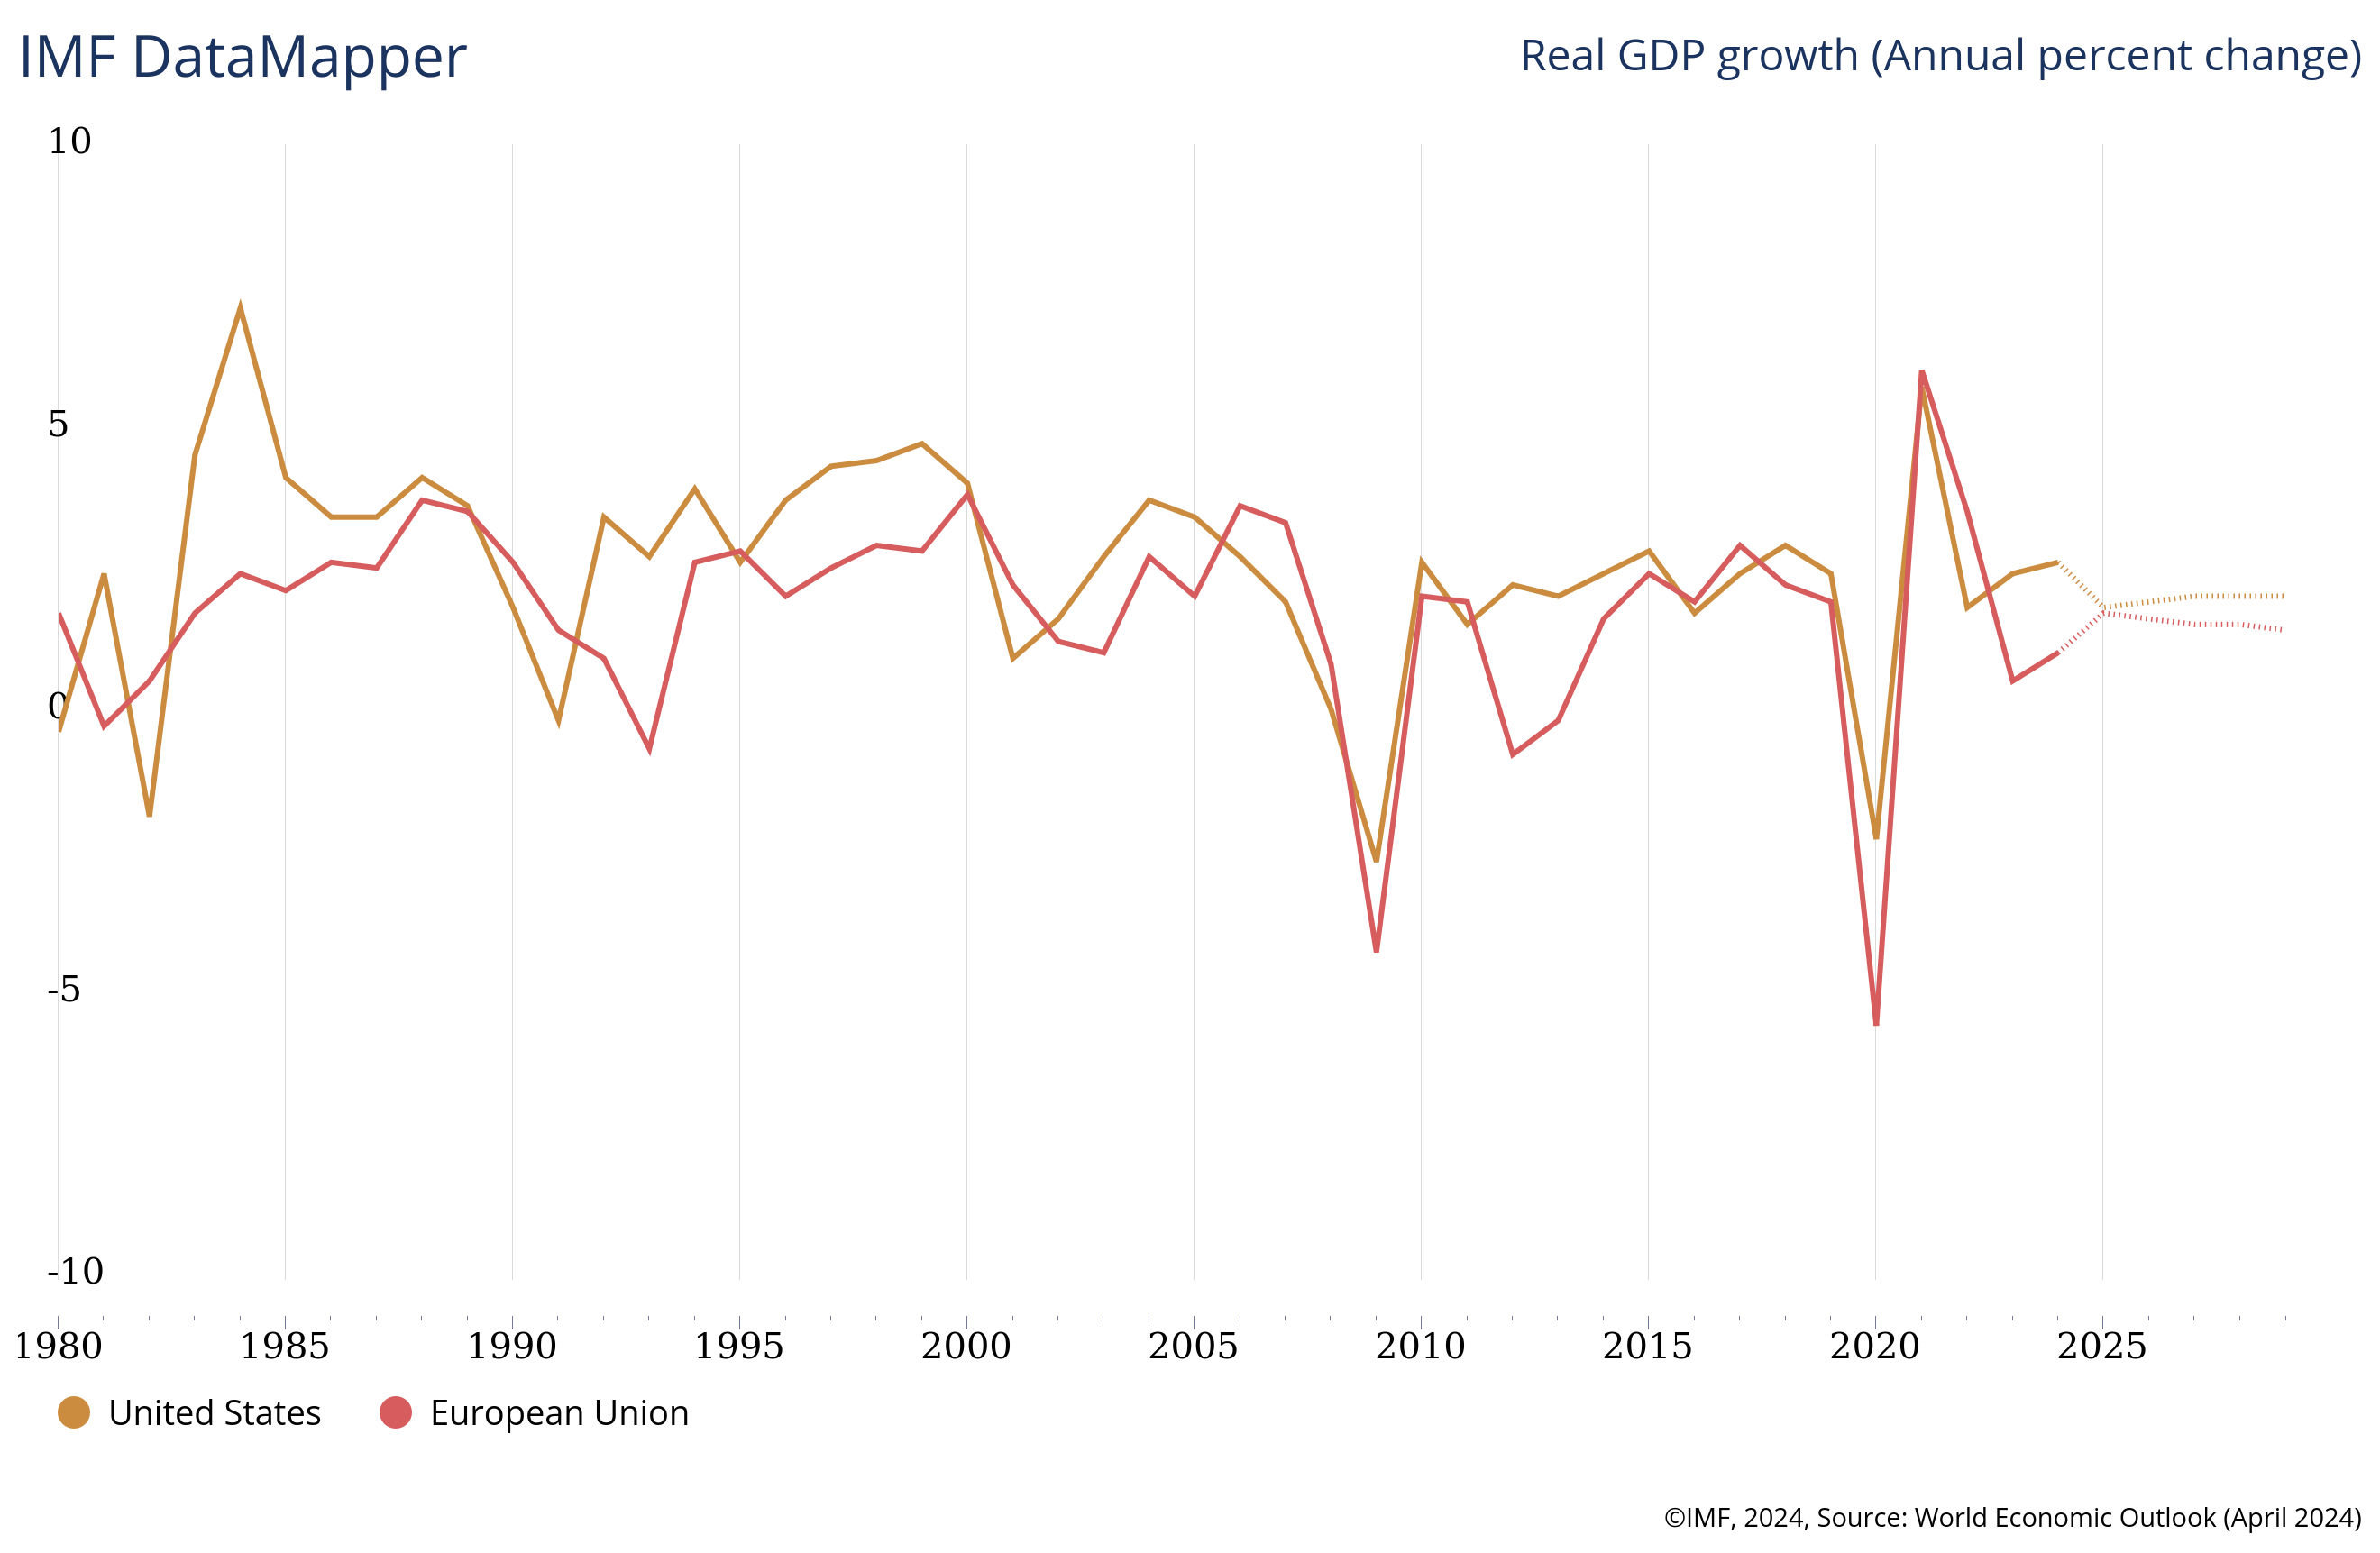 IMF DataMapper
Real GDP growth (Annual percent change)
10
5
0
-5
-10
1980 1985 1990 1995 2000 2005 2010 2015 2020 2025
United States European Union
©IMF, 2024, Source: World Economic Outlook (April 2024)